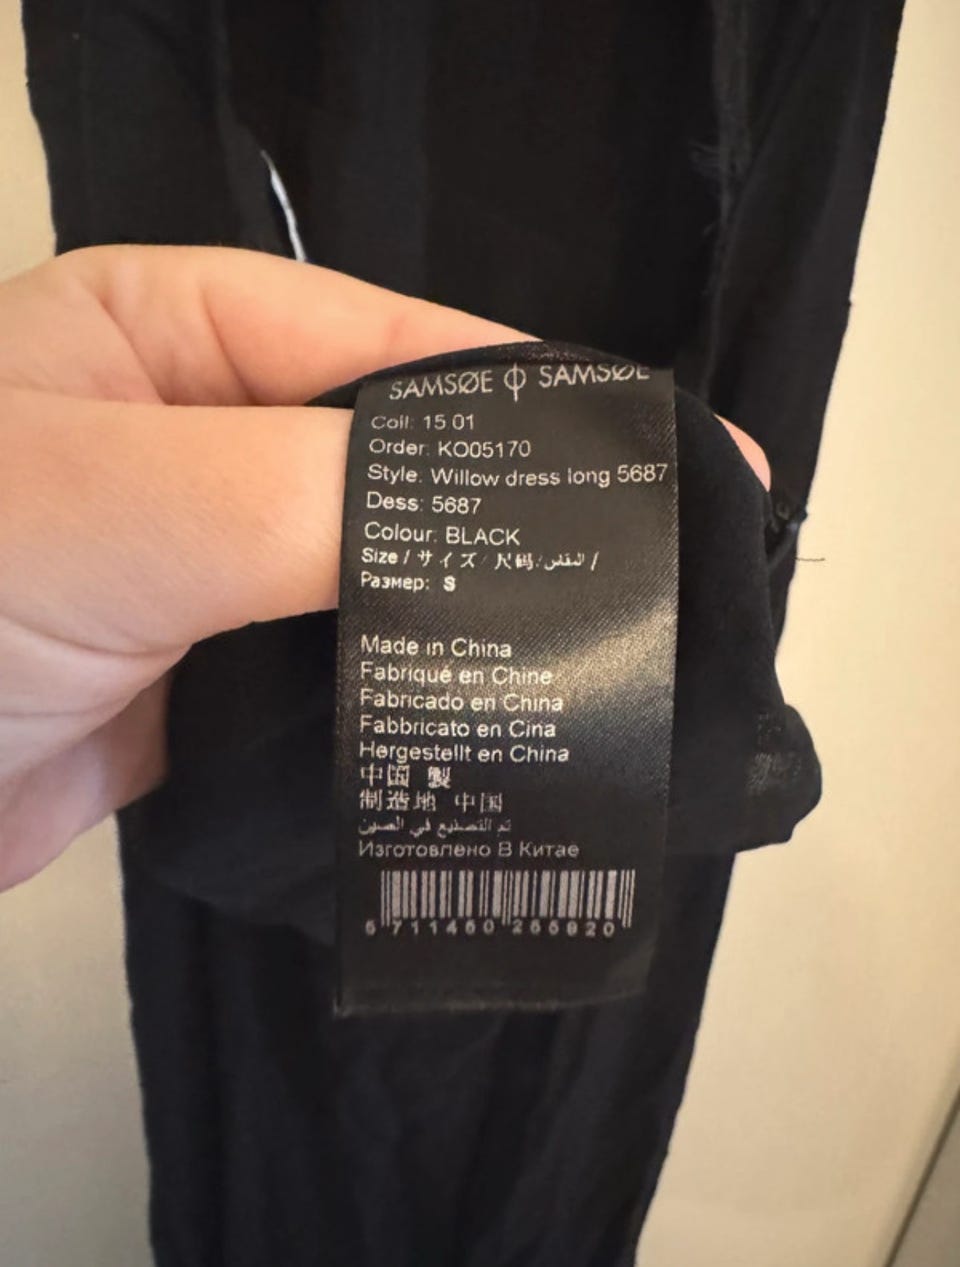 SAMSØE φ SAMSØE
Coll: 15 01
Order: KO05170
Style: Willow dress long 5687
Dess: 5687
Colour: BLACK
Size / サイズ / 尺码 / المقاس /
Размер: S
Made in China
Fabriqué en Chine
Fabricado en China
Fabbricato en Cina
Hergestellt en China
中国 製
制造地 中国
تم التصنيع في الصين
Изготовлено В Китае